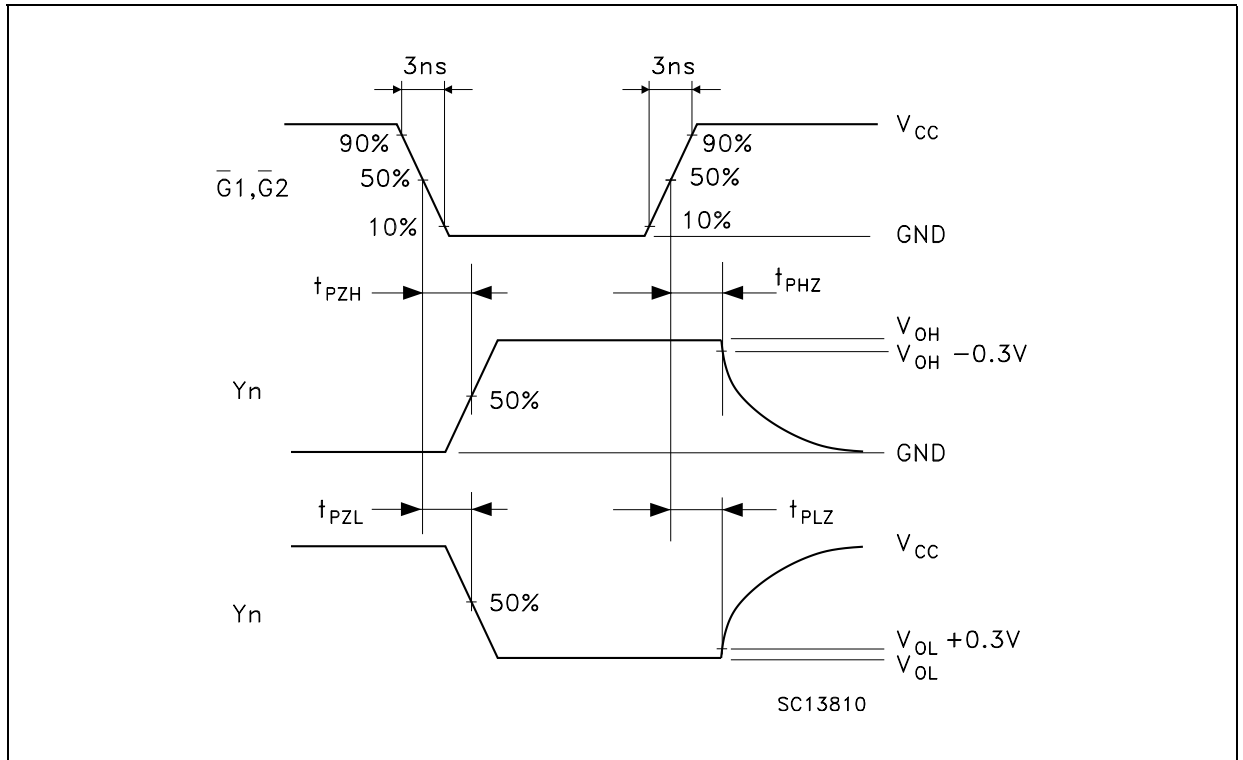 3ns 3ns
90% 90% V_CC
G̅1,G̅2 50% 50%
10% 10% GND
t_PZH t_PHZ
V_OH
V_OH −0.3V
Yn 50%
GND
t_PZL t_PLZ
V_CC
Yn 50%
V_OL +0.3V
V_OL
SC13810